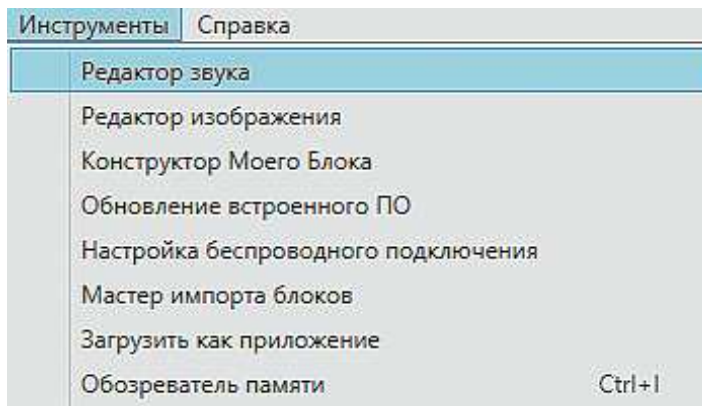 Инструменты Справка
Редактор звука
Редактор изображения
Конструктор Моего Блока
Обновление встроенного ПО
Настройка беспроводного подключения
Мастер импорта блоков
Загрузить как приложение
Обозреватель памяти Ctrl+I